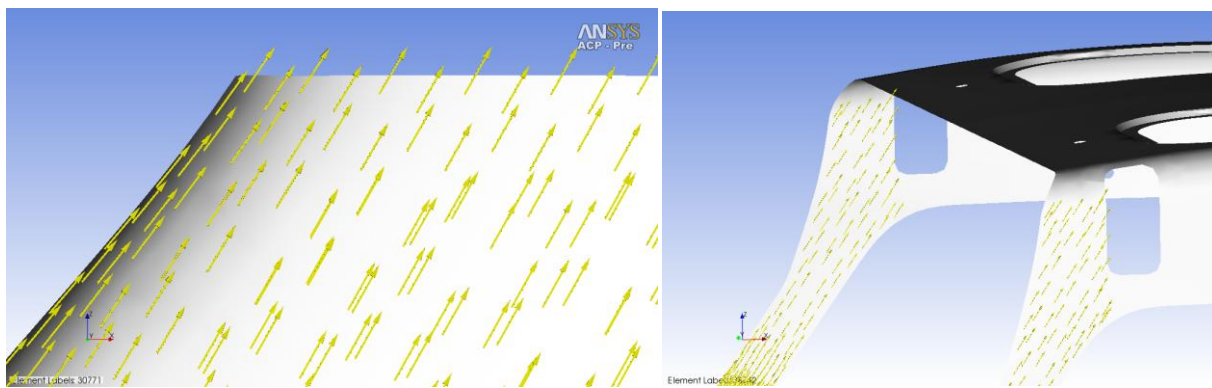 ANSYS
ACP - Pre
Z
Y
X
Element Labels: 30771
Z
X